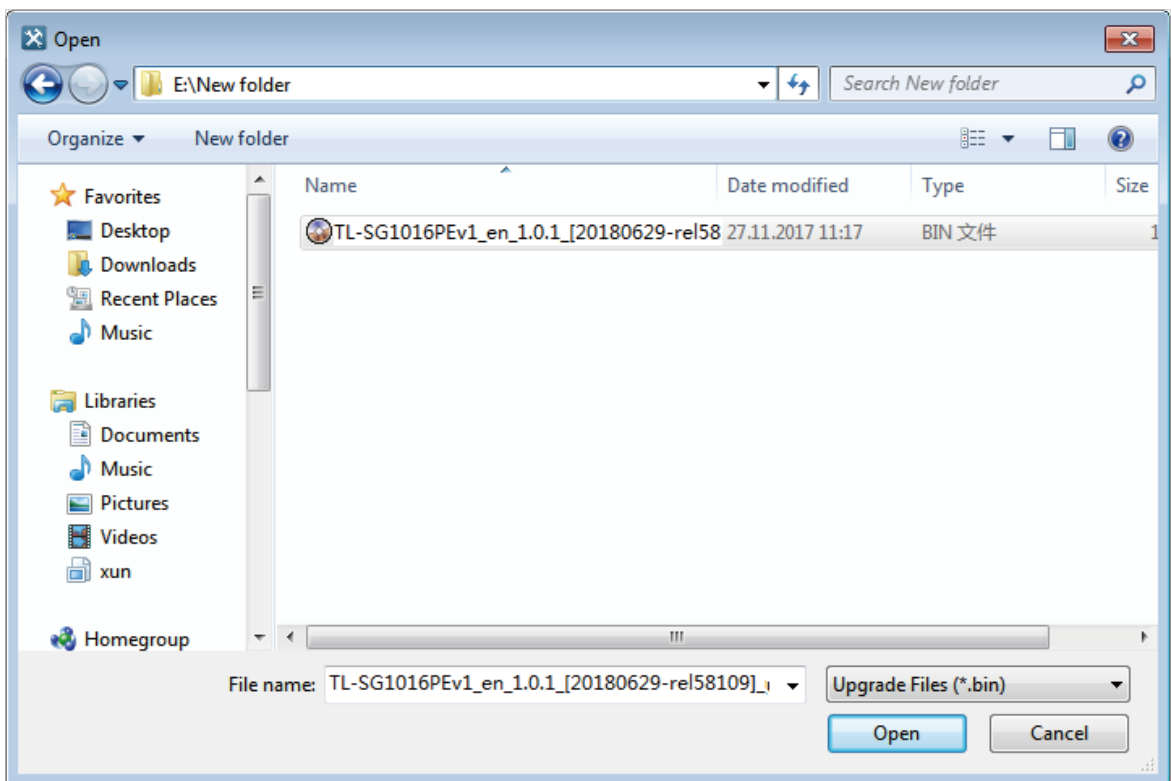 Open
E:\New folder
Search New folder
Organize
New folder
Name
Date modified
Type
Size
TL-SG1016PEv1_en_1.0.1_[20180629-rel58
27.11.2017 11:17
BIN 文件
1
Favorites
Desktop
Downloads
Recent Places
Music
Libraries
Documents
Music
Pictures
Videos
xun
Homegroup
File name:
TL-SG1016PEv1_en_1.0.1_[20180629-rel58109]_
Upgrade Files (*.bin)
Open
Cancel